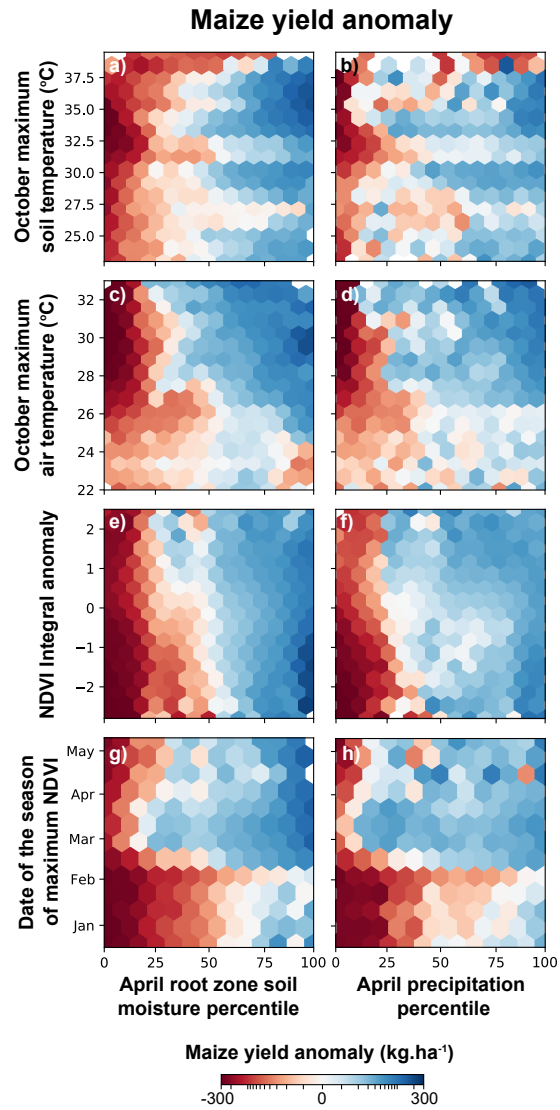 Maize yield anomaly
October maximum
soil temperature (°C)
37.5
35.0
32.5
30.0
27.5
25.0
a)
b)
October maximum
air temperature (°C)
32
30
28
26
24
22
c)
d)
NDVI Integral anomaly
2
1
0
−1
−2
e)
f)
Date of the season
of maximum NDVI
May
Apr
Mar
Feb
Jan
g)
h)
0 25 50 75 100
0 25 50 75 100
April root zone soil
moisture percentile
April precipitation
percentile
Maize yield anomaly (kg.ha⁻¹)
-300 0 300